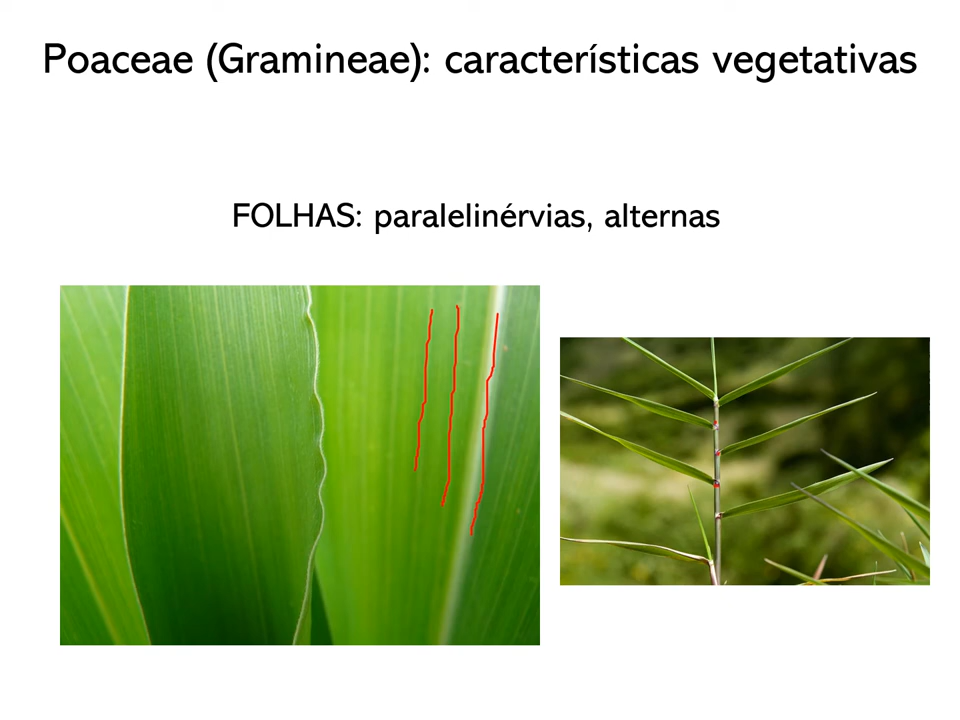 Poaceae (Gramineae): características vegetativas
FOLHAS: paralelinérvias, alternas